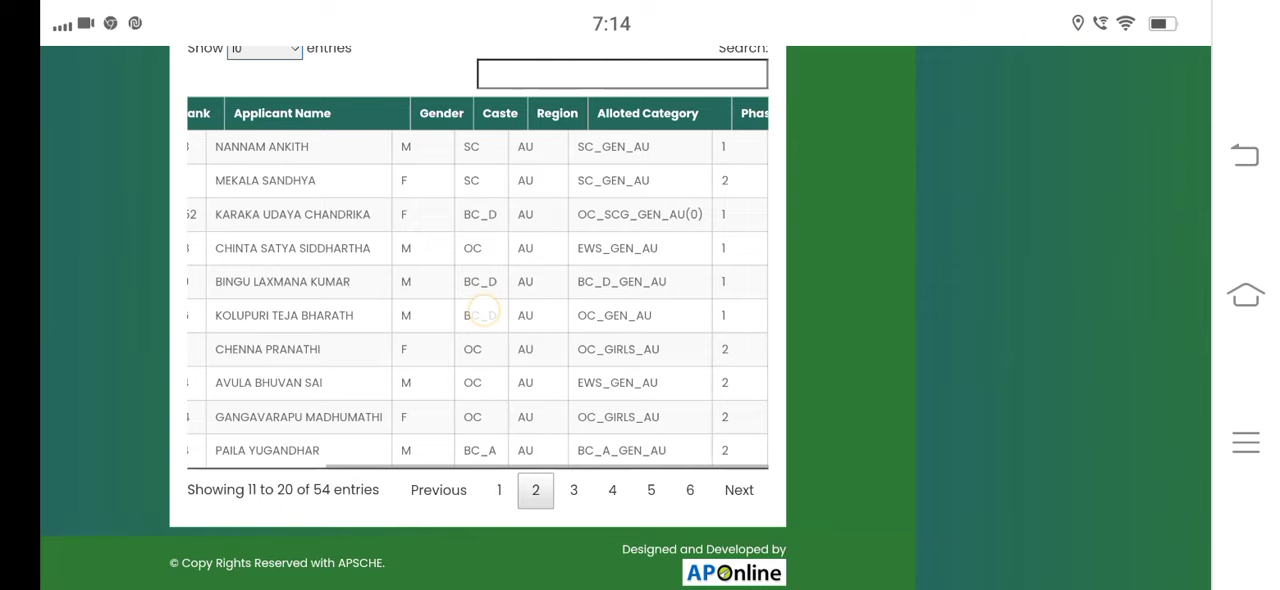 7:14
Show 10 entries
Search:
ank Applicant Name Gender Caste Region Alloted Category Phas
3 NANNAM ANKITH M SC AU SC_GEN_AU 1
MEKALA SANDHYA F SC AU SC_GEN_AU 2
52 KARAKA UDAYA CHANDRIKA F BC_D AU OC_SCG_GEN_AU(0) 1
CHINTA SATYA SIDDHARTHA M OC AU EWS_GEN_AU 1
BINGU LAXMANA KUMAR M BC_D AU BC_D_GEN_AU 1
KOLUPURI TEJA BHARATH M BC_D AU OC_GEN_AU 1
CHENNA PRANATHI F OC AU OC_GIRLS_AU 2
AVULA BHUVAN SAI M OC AU EWS_GEN_AU 2
4 GANGAVARAPU MADHUMATHI F OC AU OC_GIRLS_AU 2
PAILA YUGANDHAR M BC_A AU BC_A_GEN_AU 2
Showing 11 to 20 of 54 entries Previous 1 2 3 4 5 6 Next
Designed and Developed by
© Copy Rights Reserved with APSCHE.
APOnline